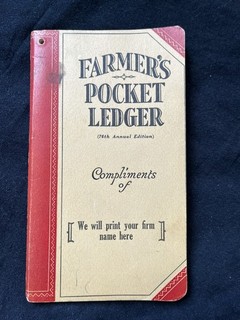 FARMER'S
POCKET
LEDGER
(78th Annual Edition)
Compliments
of
We will print your firm
name here